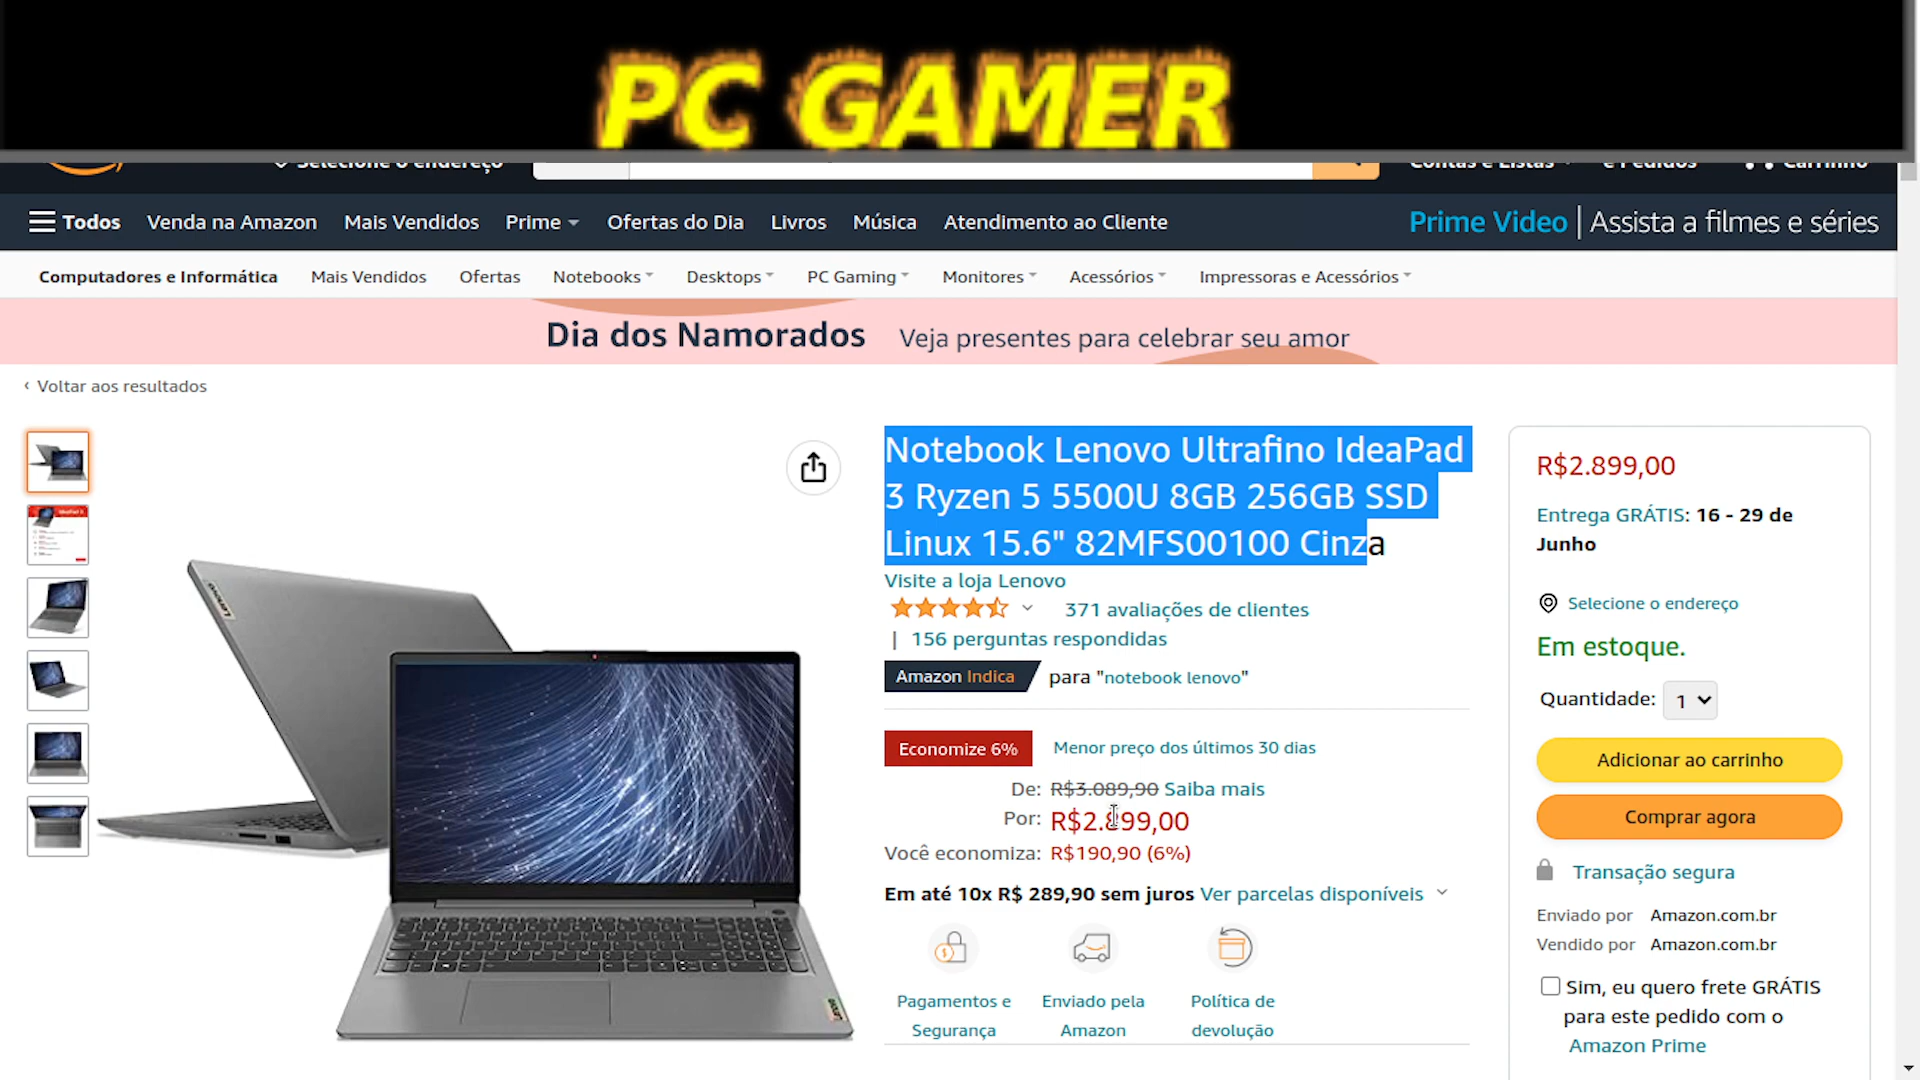 PC GAMER
Selecione o endereço
Contas e Listas
e Pedidos
Carrinho
Todos
Venda na Amazon
Mais Vendidos
Prime
Ofertas do Dia
Livros
Música
Atendimento ao Cliente
Prime Video | Assista a filmes e séries
Computadores e Informática
Mais Vendidos
Ofertas
Notebooks
Desktops
PC Gaming
Monitores
Acessórios
Impressoras e Acessórios
Dia dos Namorados
Veja presentes para celebrar seu amor
‹ Voltar aos resultados
Notebook Lenovo Ultrafino IdeaPad
3 Ryzen 5 5500U 8GB 256GB SSD
Linux 15.6" 82MFS00100 Cinza
Visite a loja Lenovo
371 avaliações de clientes
| 156 perguntas respondidas
Amazon Indica para "notebook lenovo"
Economize 6% Menor preço dos últimos 30 dias
De: R$3.089,90 Saiba mais
Por: R$2.899,00
Você economiza: R$190,90 (6%)
Em até 10x R$ 289,90 sem juros Ver parcelas disponíveis
Pagamentos e
Segurança
Enviado pela
Amazon
Política de
devolução
R$2.899,00
Entrega GRÁTIS: 16 - 29 de
Junho
Selecione o endereço
Em estoque.
Quantidade: 1
Adicionar ao carrinho
Comprar agora
Transação segura
Enviado por Amazon.com.br
Vendido por Amazon.com.br
Sim, eu quero frete GRÁTIS
para este pedido com o
Amazon Prime